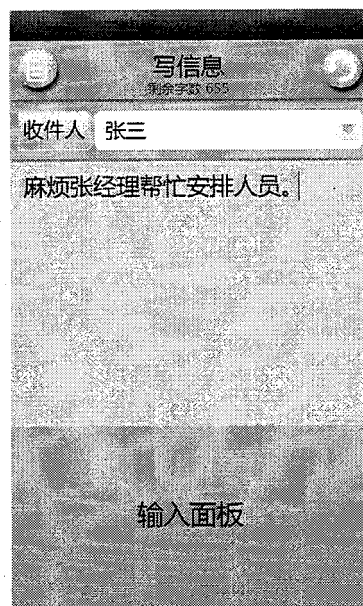 写信息
剩余字数 655
收件人 张三
麻烦张经理帮忙安排人员。
输入面板